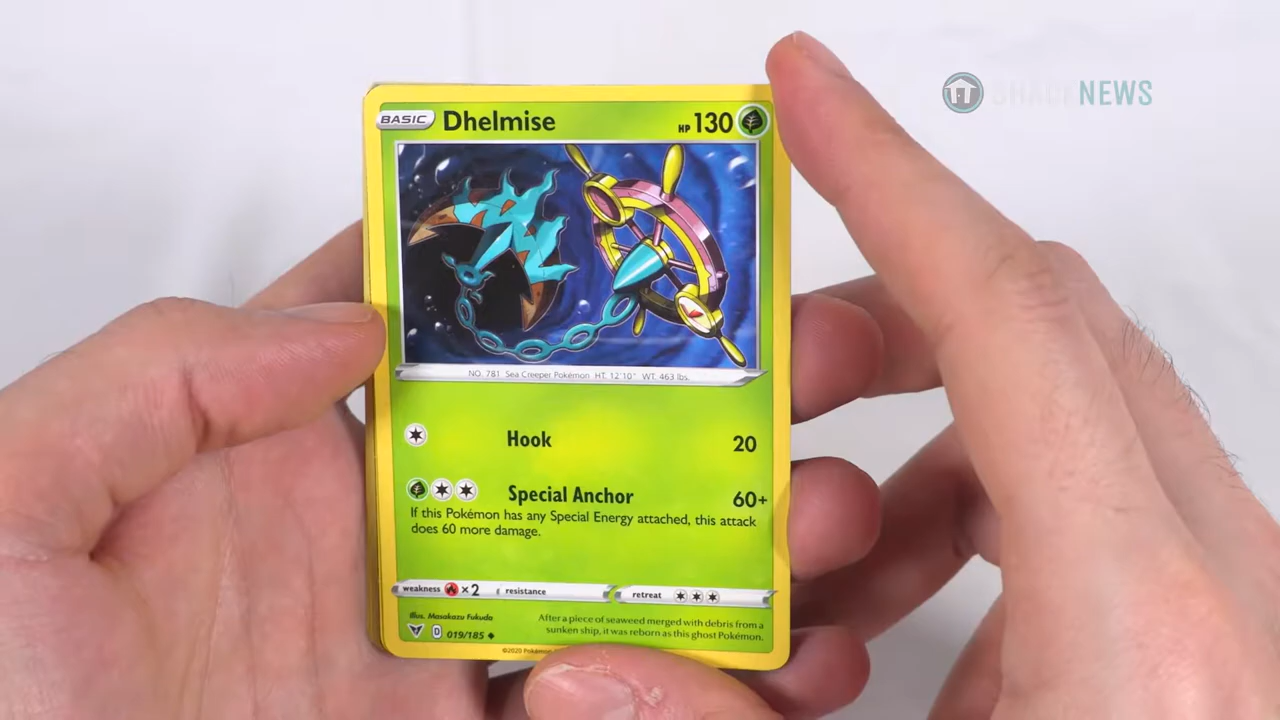 SHACKNEWS
BASIC Dhelmise HP 130
NO. 781 Sea Creeper Pokémon HT: 12'10" WT: 463 lbs.
Hook 20
Special Anchor 60+
If this Pokémon has any Special Energy attached, this attack
does 60 more damage.
weakness ×2 resistance retreat
Illus. Masakazu Fukuda
After a piece of seaweed merged with debris from a
sunken ship, it was reborn as this ghost Pokémon.
D 019/185
©2020 Pokémon